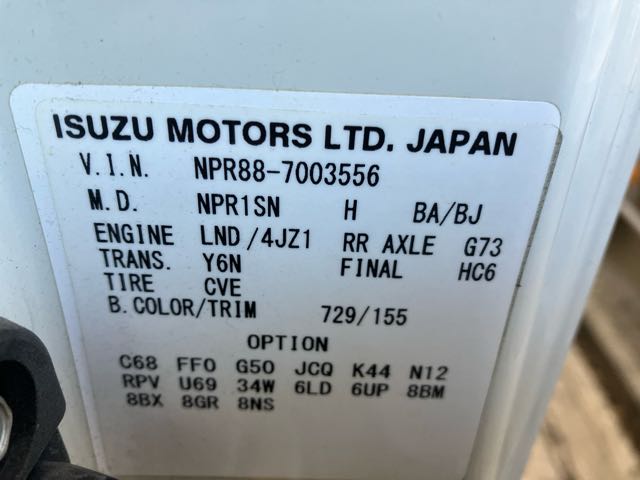 ISUZU MOTORS LTD. JAPAN
V.I.N. NPR88-7003556
M.D. NPR1SN H BA/BJ
ENGINE LND/4JZ1 RR AXLE G73
TRANS. Y6N FINAL HC6
TIRE CVE
B.COLOR/TRIM 729/155
OPTION
C68 FF0 G50 JCQ K44 N12
RPV U69 34W 6LD 6UP 8BM
8BX 8GR 8NS